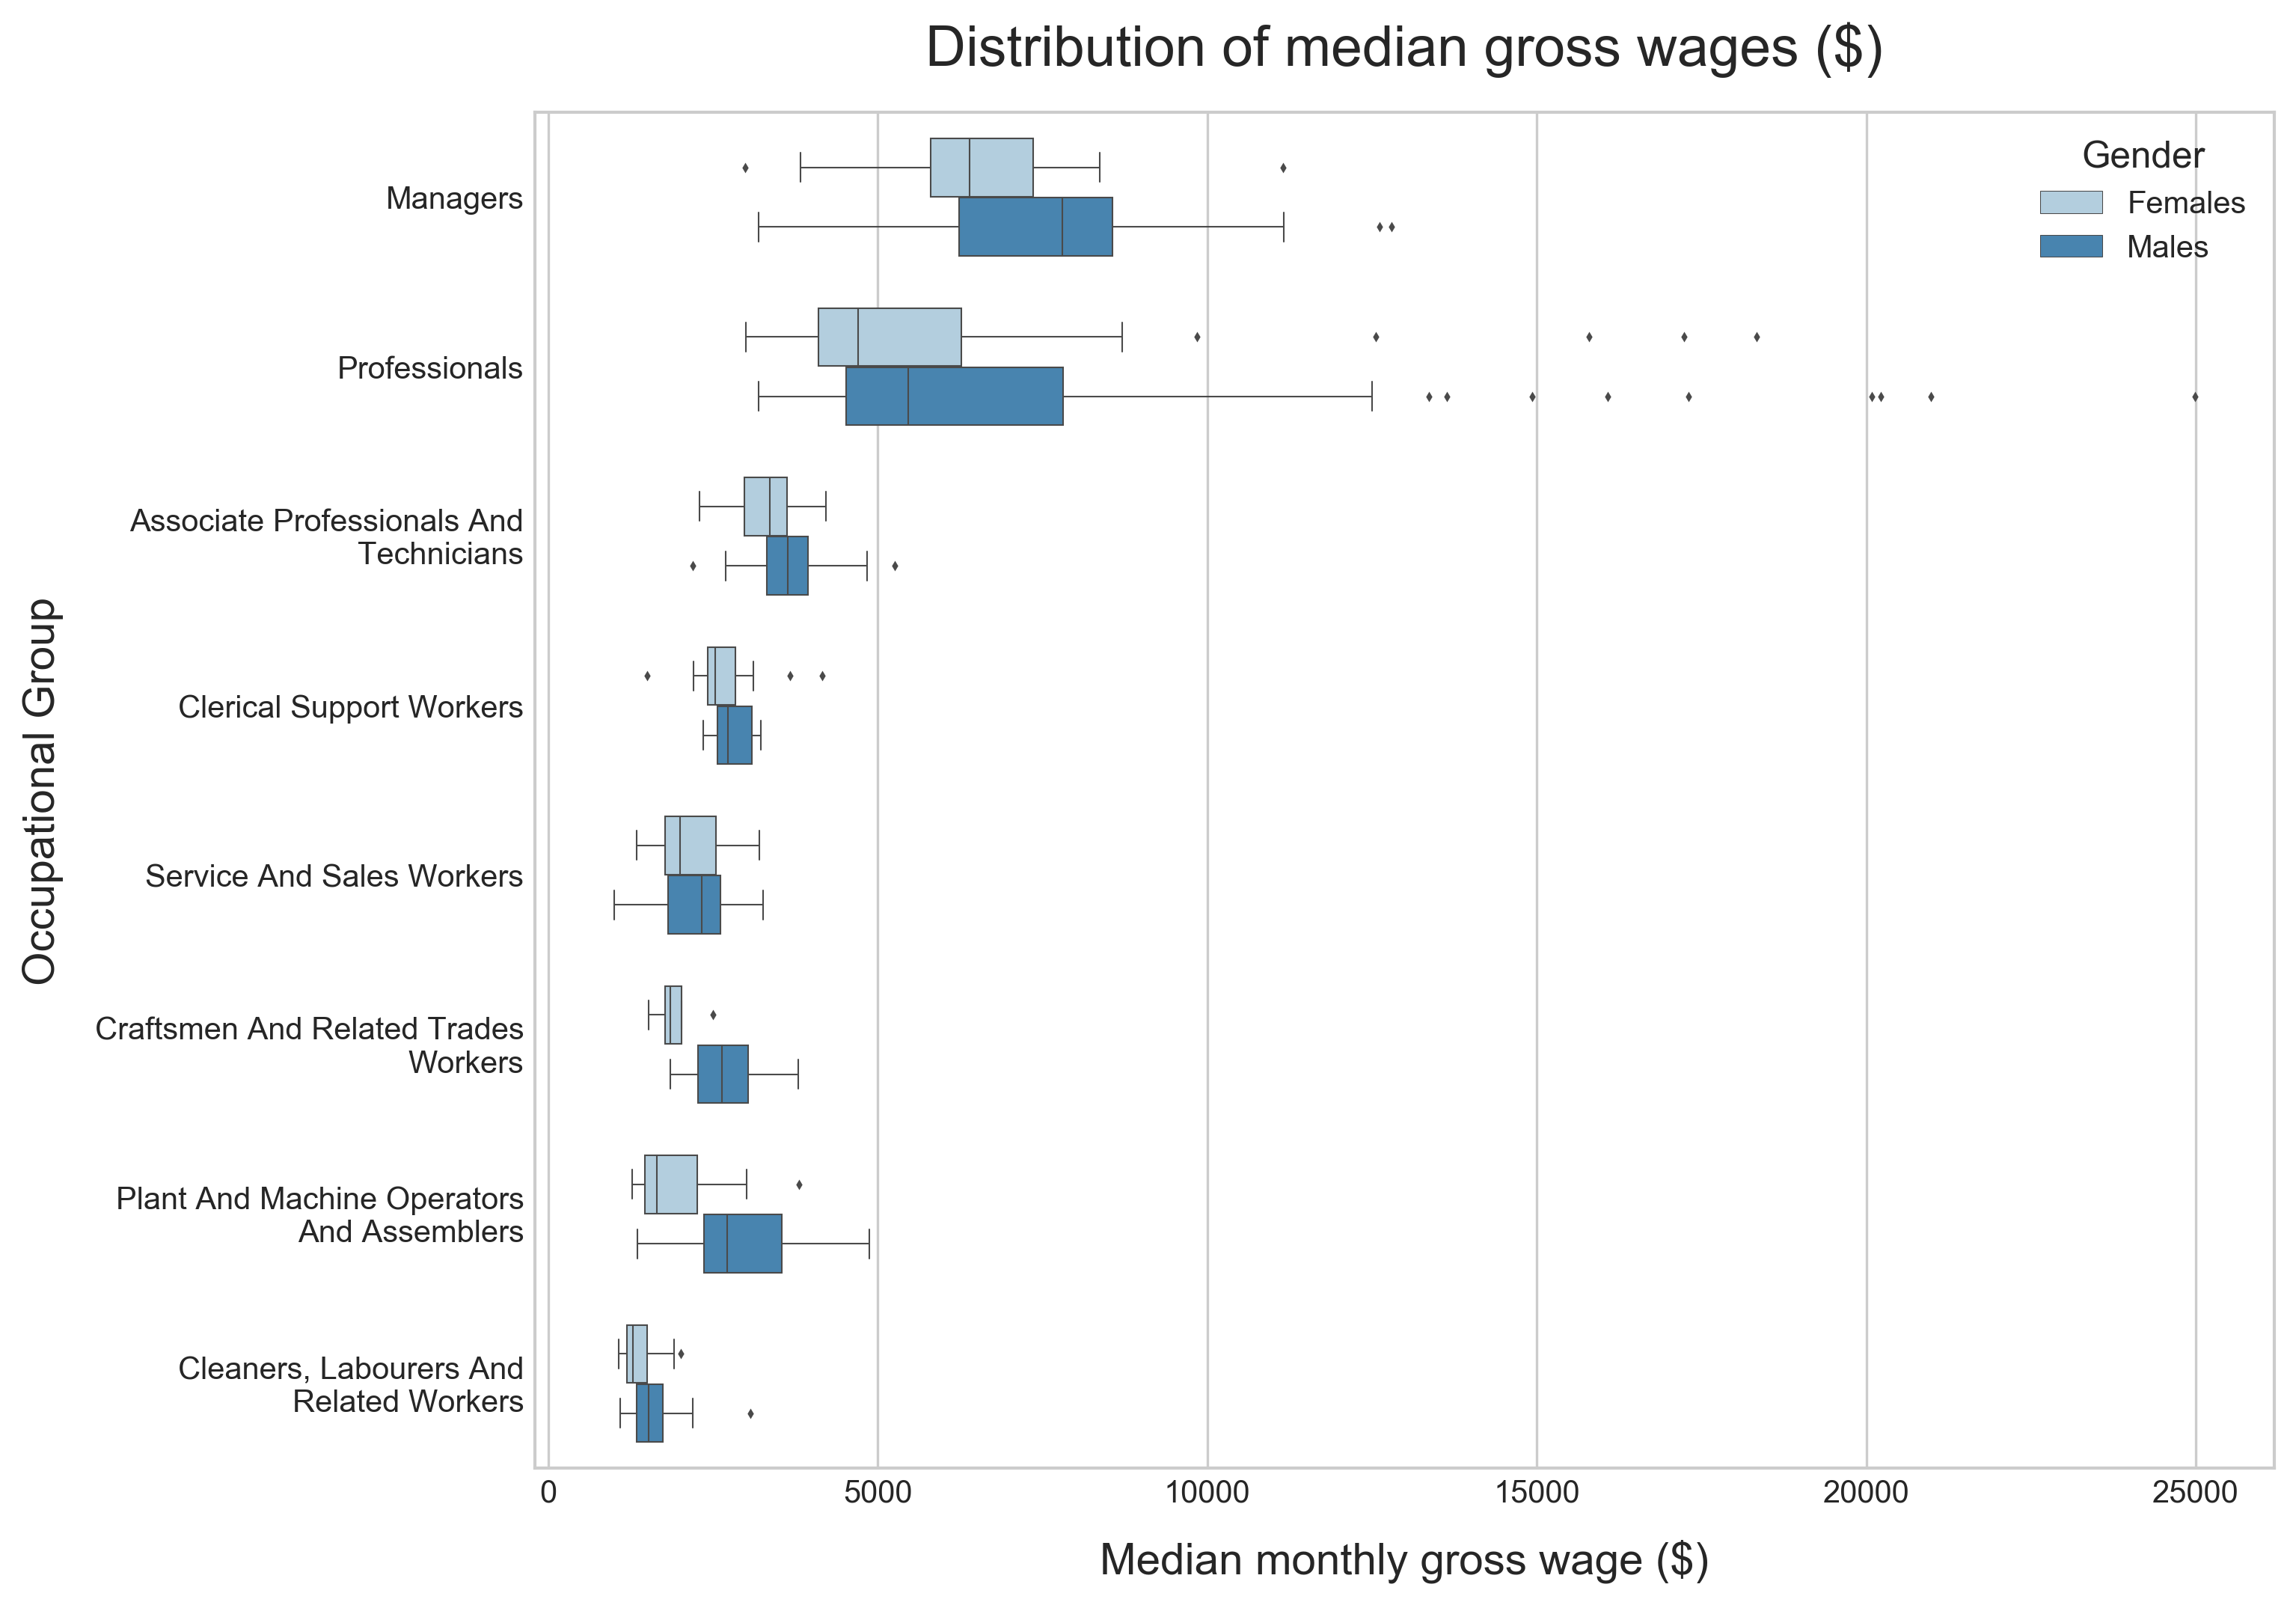 Distribution of median gross wages ($)
Gender
Females
Males
Occupational Group
Managers
Professionals
Associate Professionals And
Technicians
Clerical Support Workers
Service And Sales Workers
Craftsmen And Related Trades
Workers
Plant And Machine Operators
And Assemblers
Cleaners, Labourers And
Related Workers
0 5000 10000 15000 20000 25000
Median monthly gross wage ($)